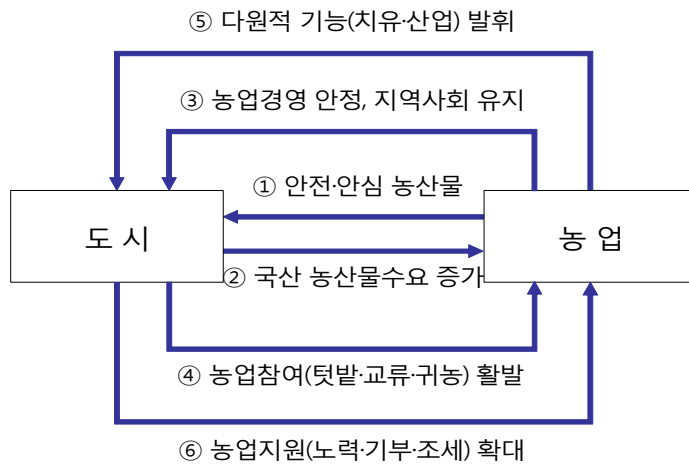 ⑤ 다원적 기능(치유·산업) 발휘
③ 농업경영 안정, 지역사회 유지
① 안전·안심 농산물
도 시
농 업
② 국산 농산물수요 증가
④ 농업참여(텃밭·교류·귀농) 활발
⑥ 농업지원(노력·기부·조세) 확대